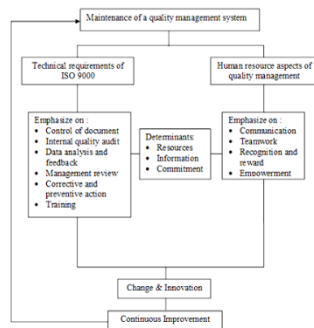 Maintenance of a quality management system
Technical requirements of
ISO 9000
Human resource aspects of
quality management
Emphasize on :
Control of document
Internal quality audit
Data analysis and
feedback
Management review
Corrective and
preventive action
Training
Determinants:
Resources
Information
Commitment
Emphasize on :
Communication
Teamwork
Recognition and
reward
Empowerment
Change & Innovation
Continuous Improvement